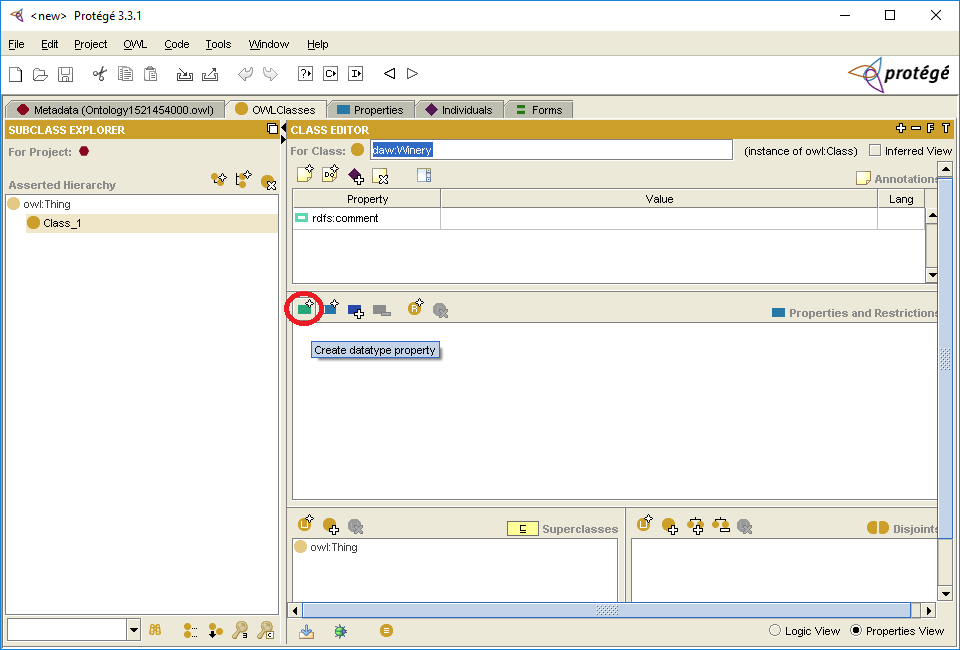 <new> Protégé 3.3.1
File Edit Project OWL Code Tools Window Help
protégé
Metadata (Ontology1521454000.owl) OWLClasses Properties Individuals Forms
SUBCLASS EXPLORER
CLASS EDITOR
F T
For Project:
For Class: daw:Winery (instance of owl:Class) Inferred View
Asserted Hierarchy
Annotations
owl:Thing
Class_1
Property Value Lang
rdfs:comment
Properties and Restrictions
Create datatype property
Superclasses
Disjoints
owl:Thing
Logic View Properties View